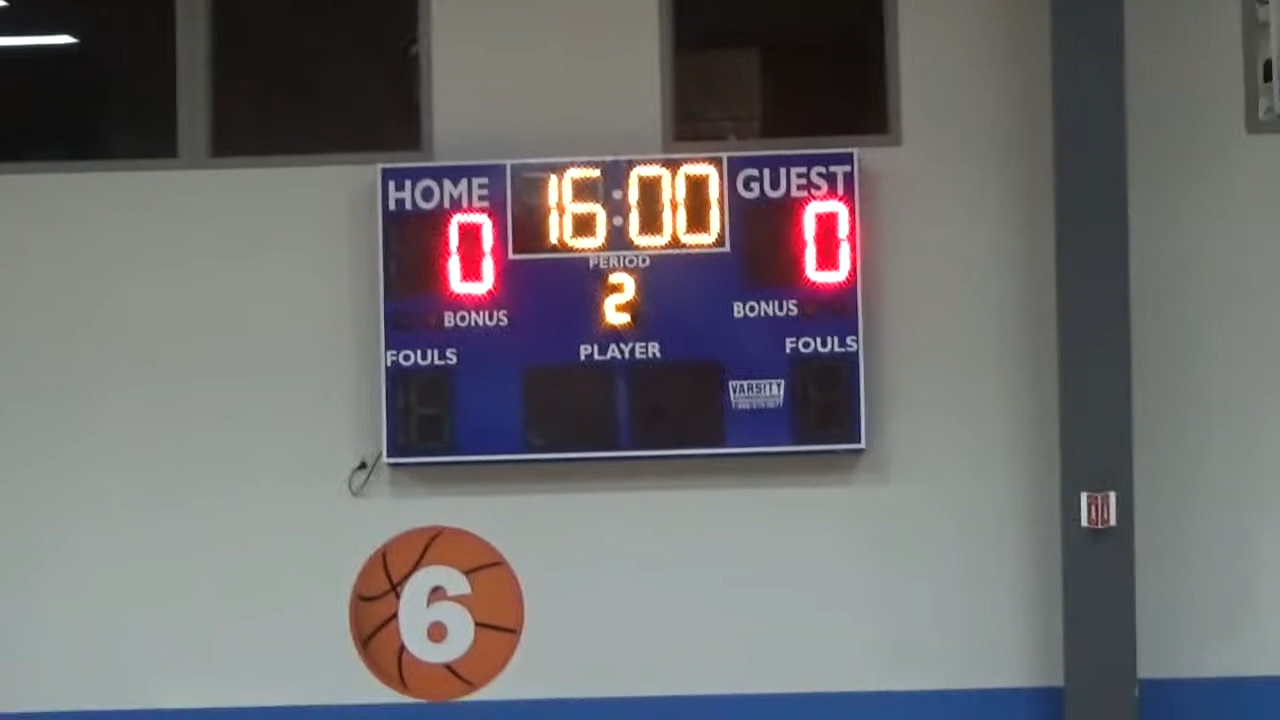 HOME
16:00
GUEST
0
0
PERIOD
2
BONUS
BONUS
FOULS
PLAYER
FOULS
VARSITY
6